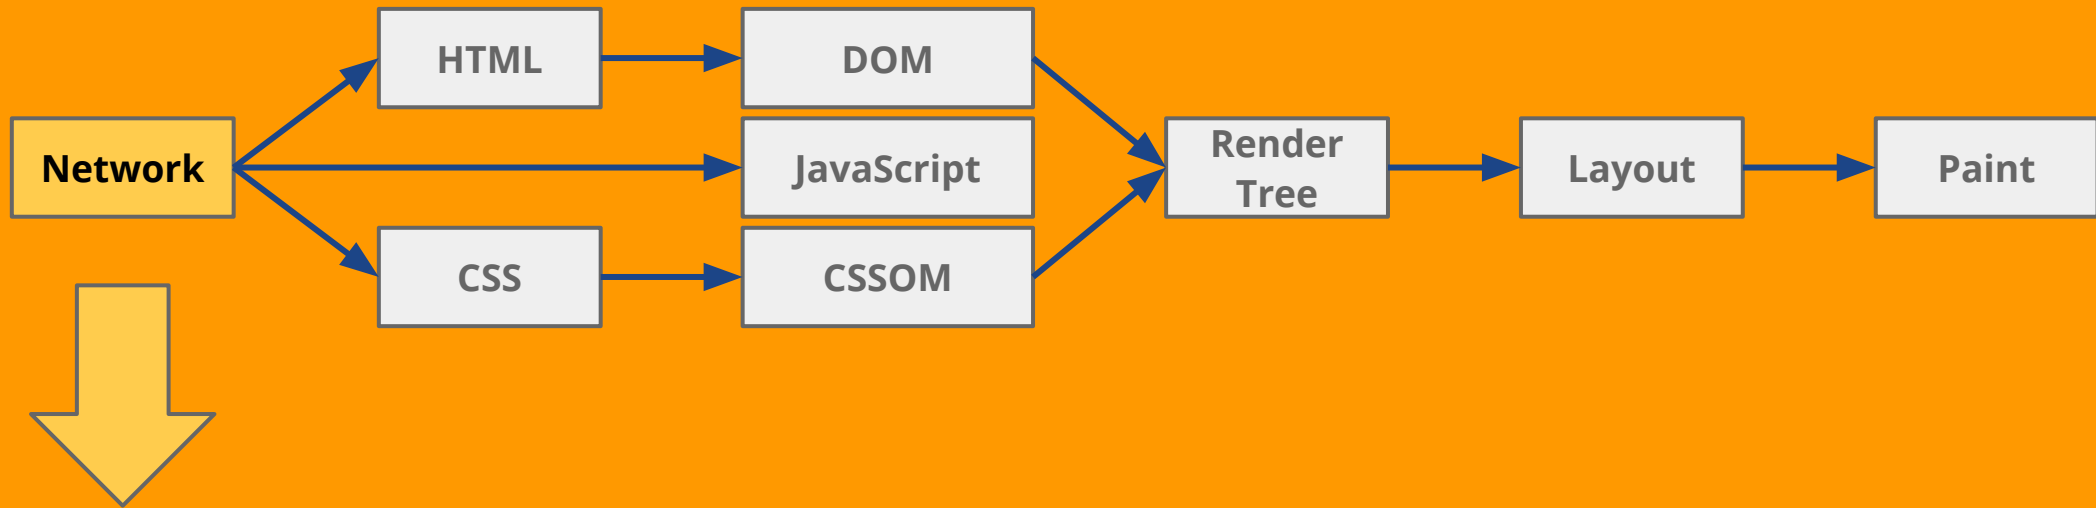 HTML
DOM
Network
JavaScript
Render
Tree
Layout
Paint
CSS
CSSOM